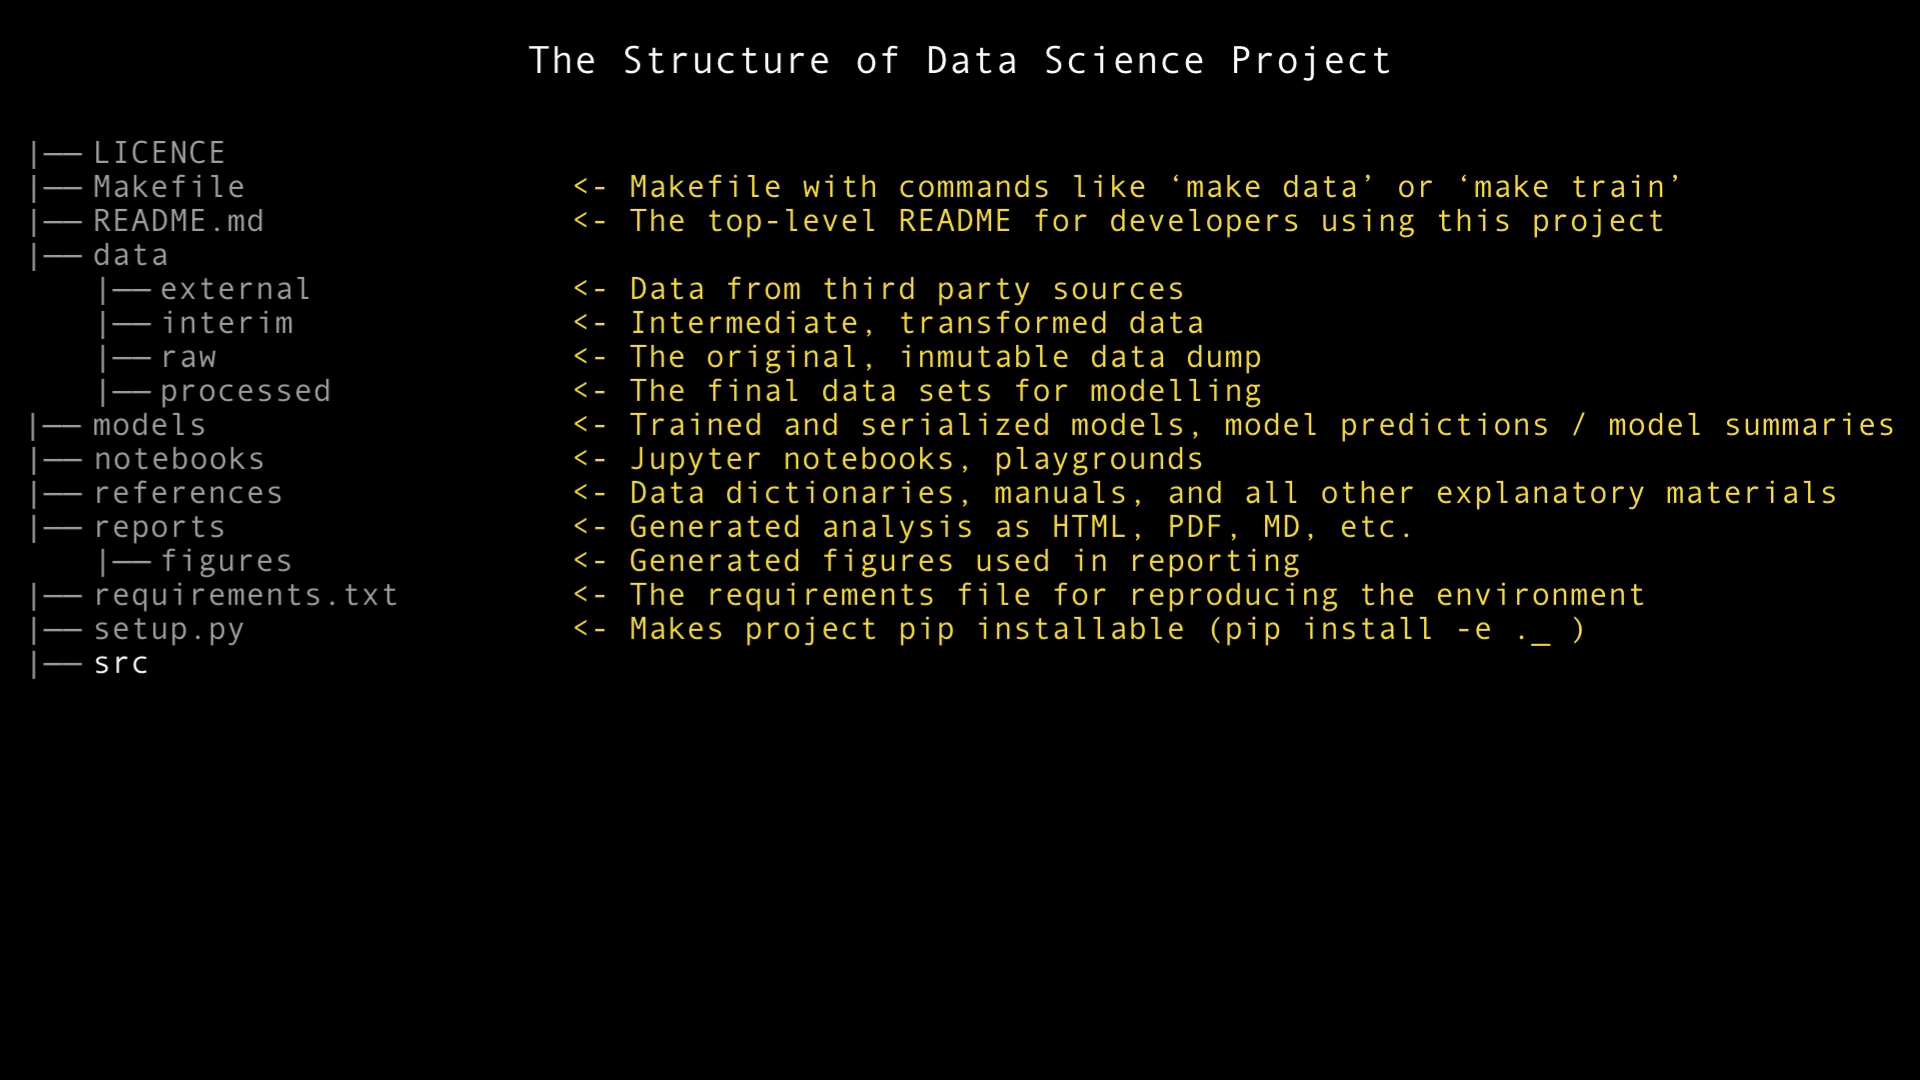 The Structure of Data Science Project
|── LICENCE
|── Makefile <- Makefile with commands like ‘make data’ or ‘make train’
|── README.md <- The top-level README for developers using this project
|── data
|── external <- Data from third party sources
|── interim <- Intermediate, transformed data
|── raw <- The original, inmutable data dump
|── processed <- The final data sets for modelling
|── models <- Trained and serialized models, model predictions / model summaries
|── notebooks <- Jupyter notebooks, playgrounds
|── references <- Data dictionaries, manuals, and all other explanatory materials
|── reports <- Generated analysis as HTML, PDF, MD, etc.
|── figures <- Generated figures used in reporting
|── requirements.txt <- The requirements file for reproducing the environment
|── setup.py <- Makes project pip installable (pip install -e ._ )
|── src